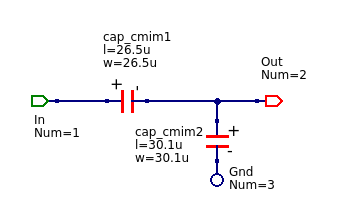 cap_cmim1
l=26.5u
w=26.5u
+
'
Out
Num=2
In
Num=1
cap_cmim2
l=30.1u
w=30.1u
+
-
Gnd
Num=3